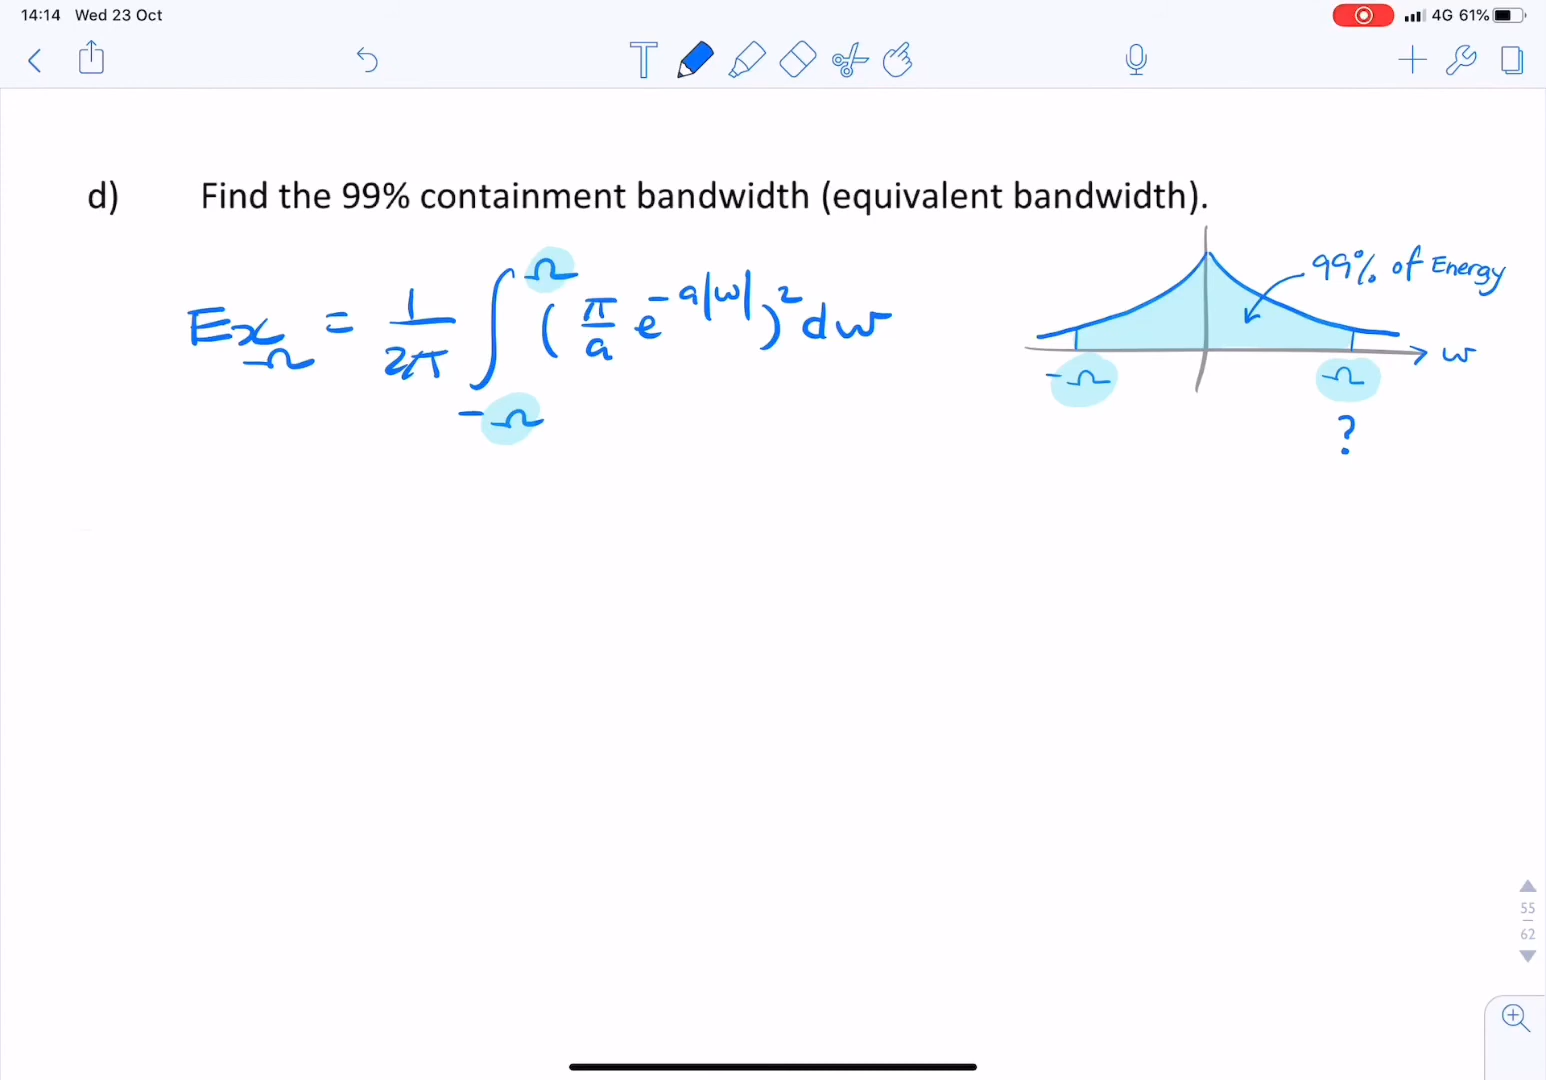 14:14 Wed 23 Oct
4G 61%
T
d) Find the 99% containment bandwidth (equivalent bandwidth).
Ex_Ω = 1/2π ∫_{-Ω}^{Ω} (π/a e^{-a|ω|})² dω
99% of Energy
-Ω Ω ω
?
55
62